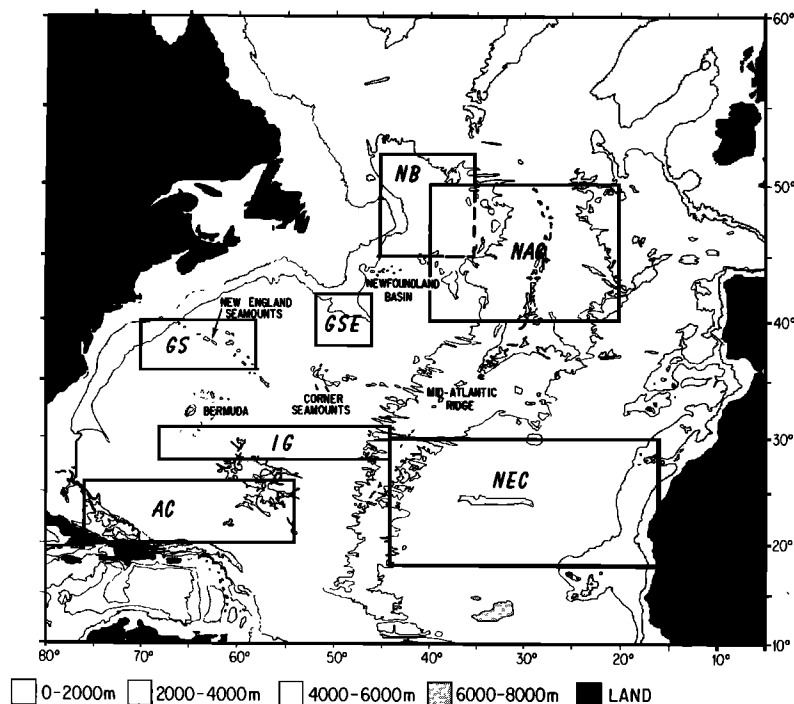 60°
NB
50°
NAO
NEWFOUNDLAND
BASIN
NEW ENGLAND
SEAMOUNTS
GSE
40°
GS
MID-ATLANTIC
RIDGE
CORNER
SEAMOUNTS
BERMUDA
IG
30°
NEC
AC
20°
10°
80° 70° 60° 50° 40° 30° 20° 10°
0-2000m 2000-4000m 4000-6000m 6000-8000m LAND